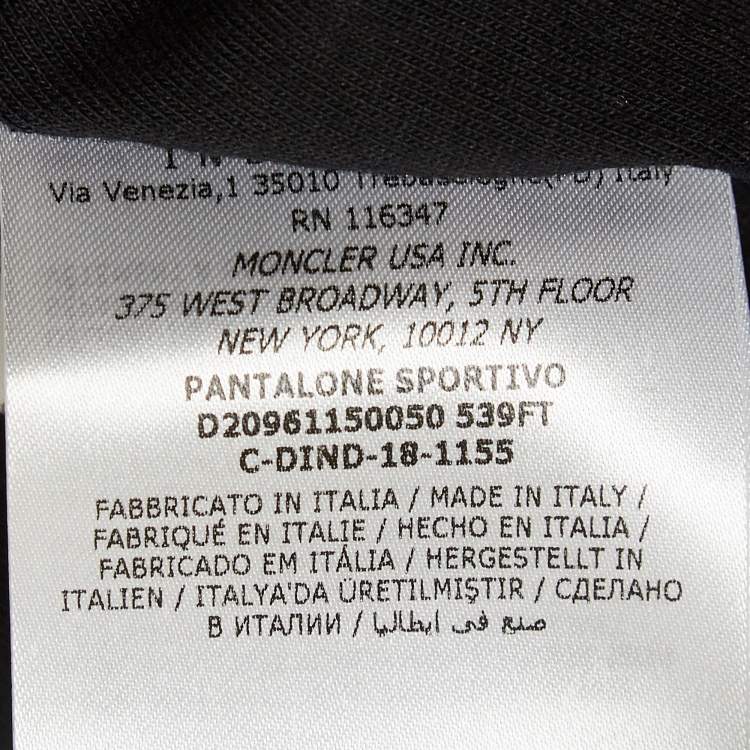 Via Venezia,1 35010 Italy
RN 116347
MONCLER USA INC.
375 WEST BROADWAY, 5TH FLOOR
NEW YORK, 10012 NY
PANTALONE SPORTIVO
D20961150050 539FT
C-DIND-18-1155
FABBRICATO IN ITALIA / MADE IN ITALY /
FABRIQUÉ EN ITALIE / HECHO EN ITALIA /
FABRICADO EM ITÁLIA / HERGESTELLT IN
ITALIEN / ITALYA'DA ÜRETILMIŞTIR / СДЕЛАНО
В ИТАЛИИ / صنع في ايطاليا